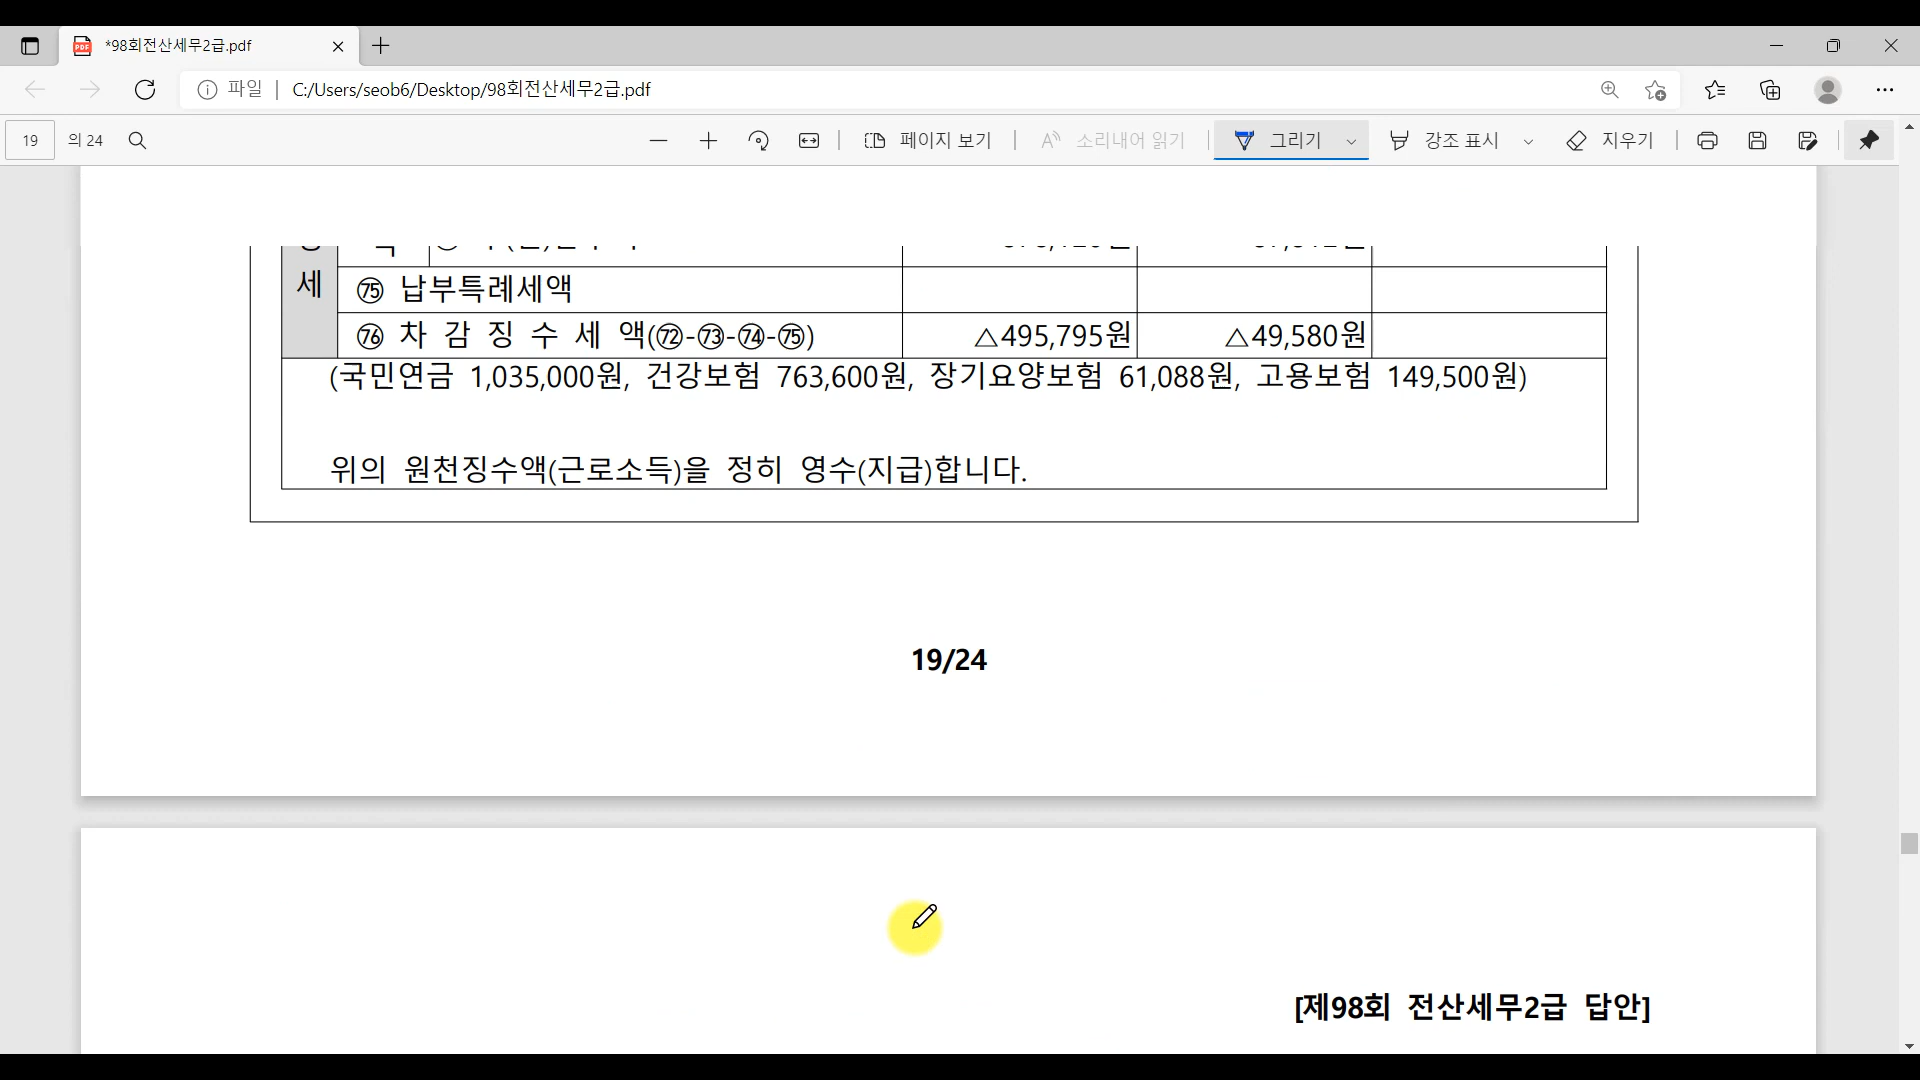 *98회전산세무2급.pdf
파일 | C:/Users/seob6/Desktop/98회전산세무2급.pdf
19 의 24 페이지 보기 소리내어 읽기 그리기 강조 표시 지우기
세
㊆ 납부특례세액
차 감 징 수 세 액(72-73-74-75) △495,795원 △49,580원
(국민연금 1,035,000원, 건강보험 763,600원, 장기요양보험 61,088원, 고용보험 149,500원)
위의 원천징수액(근로소득)을 정히 영수(지급)합니다.
19/24
[제98회 전산세무2급 답안]